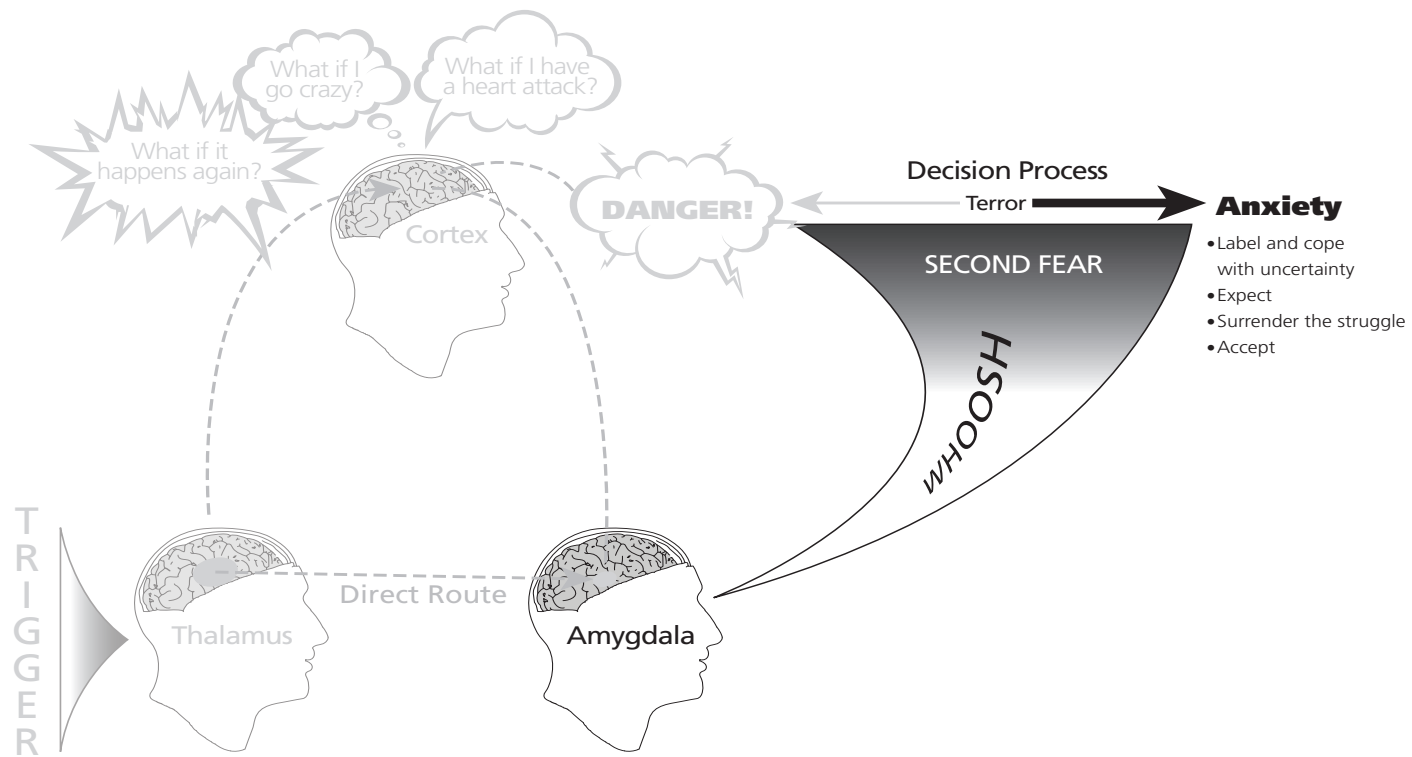 What if I
go crazy?
What if I have
a heart attack?
What if it
happens again?
Cortex
DANGER!
Decision Process
Terror
Anxiety
•Label and cope
with uncertainty
•Expect
•Surrender the struggle
•Accept
SECOND FEAR
WHOOSH
TRIGGER
Thalamus
Direct Route
Amygdala